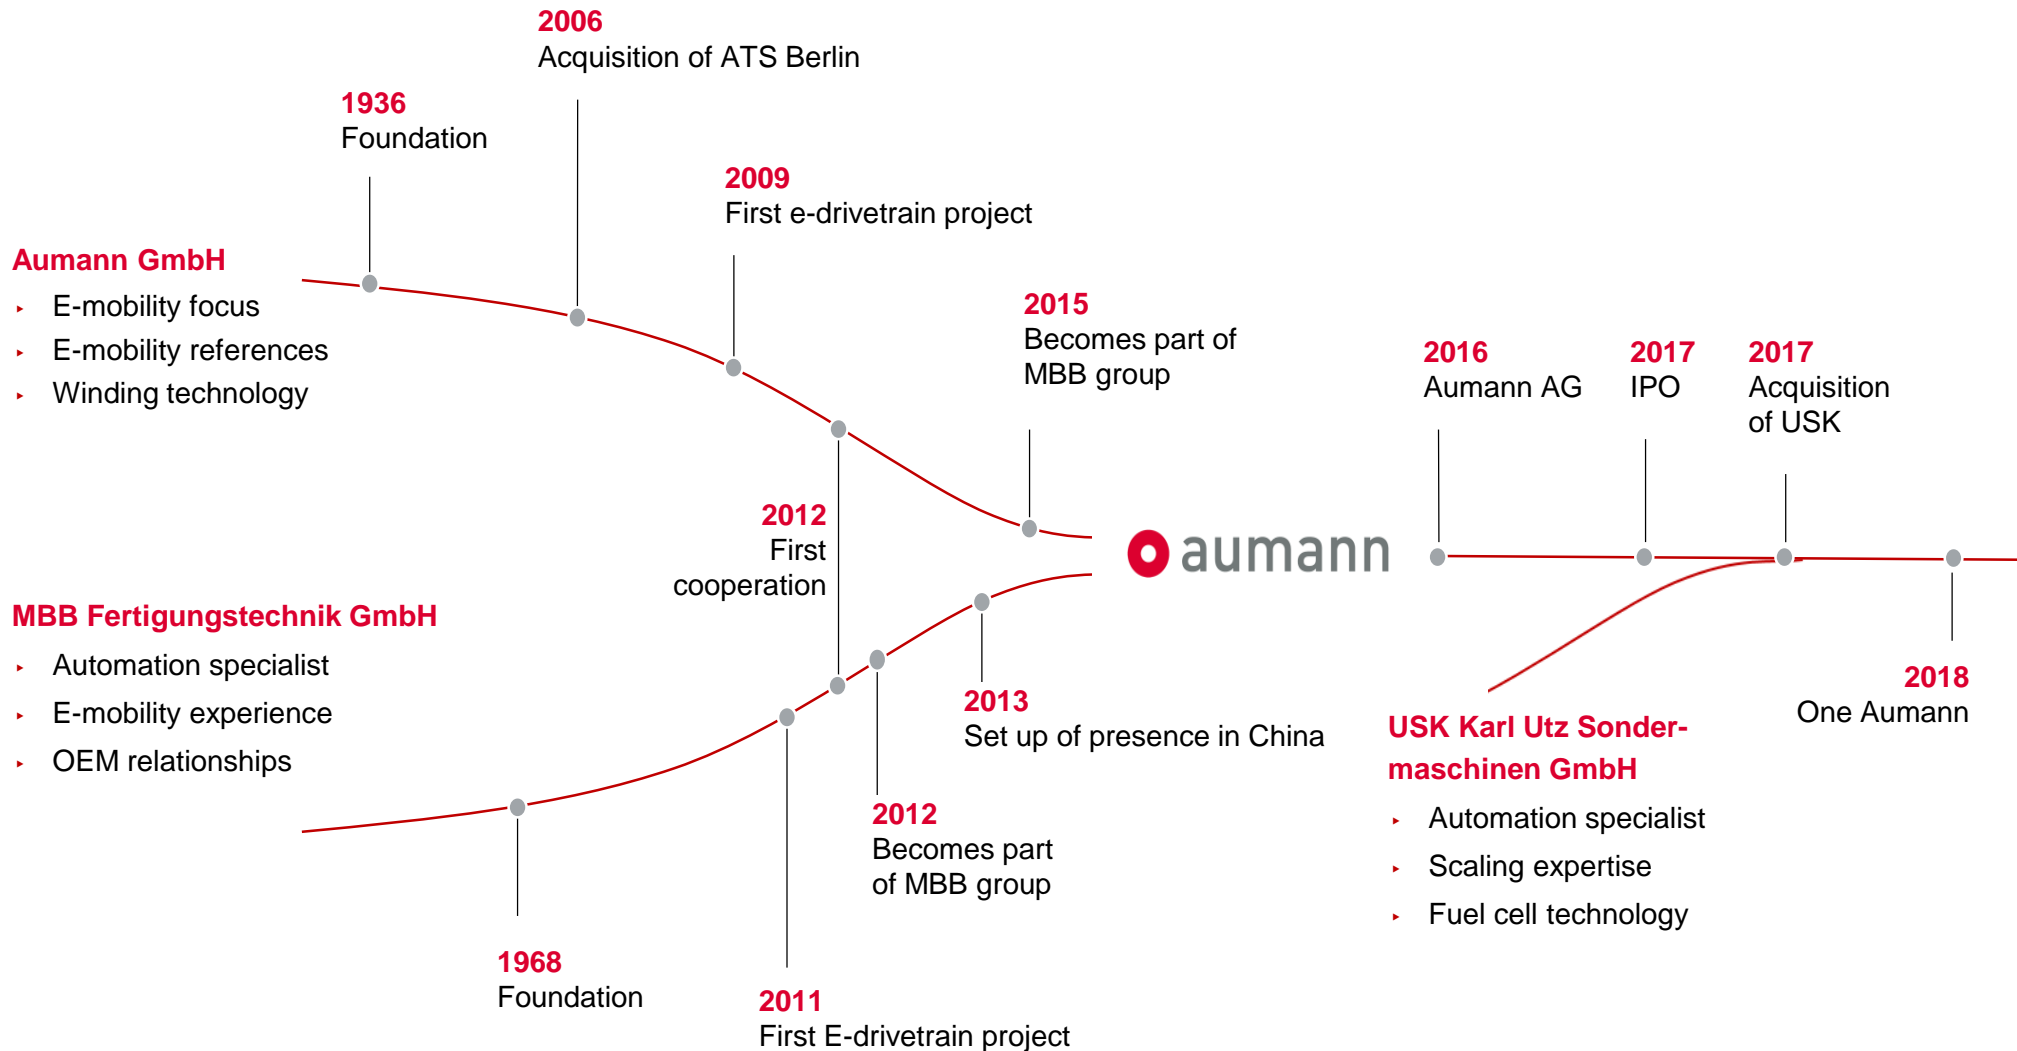 2006
Acquisition of ATS Berlin
1936
Foundation
2009
First e-drivetrain project
Aumann GmbH
▸ E-mobility focus
▸ E-mobility references
▸ Winding technology
2015
Becomes part of
MBB group
2016
Aumann AG
2017
IPO
2017
Acquisition
of USK
2012
First
cooperation
aumann
MBB Fertigungstechnik GmbH
▸ Automation specialist
▸ E-mobility experience
▸ OEM relationships
2013
Set up of presence in China
2018
One Aumann
USK Karl Utz Sonder-
maschinen GmbH
▸ Automation specialist
▸ Scaling expertise
▸ Fuel cell technology
2012
Becomes part
of MBB group
1968
Foundation
2011
First E-drivetrain project